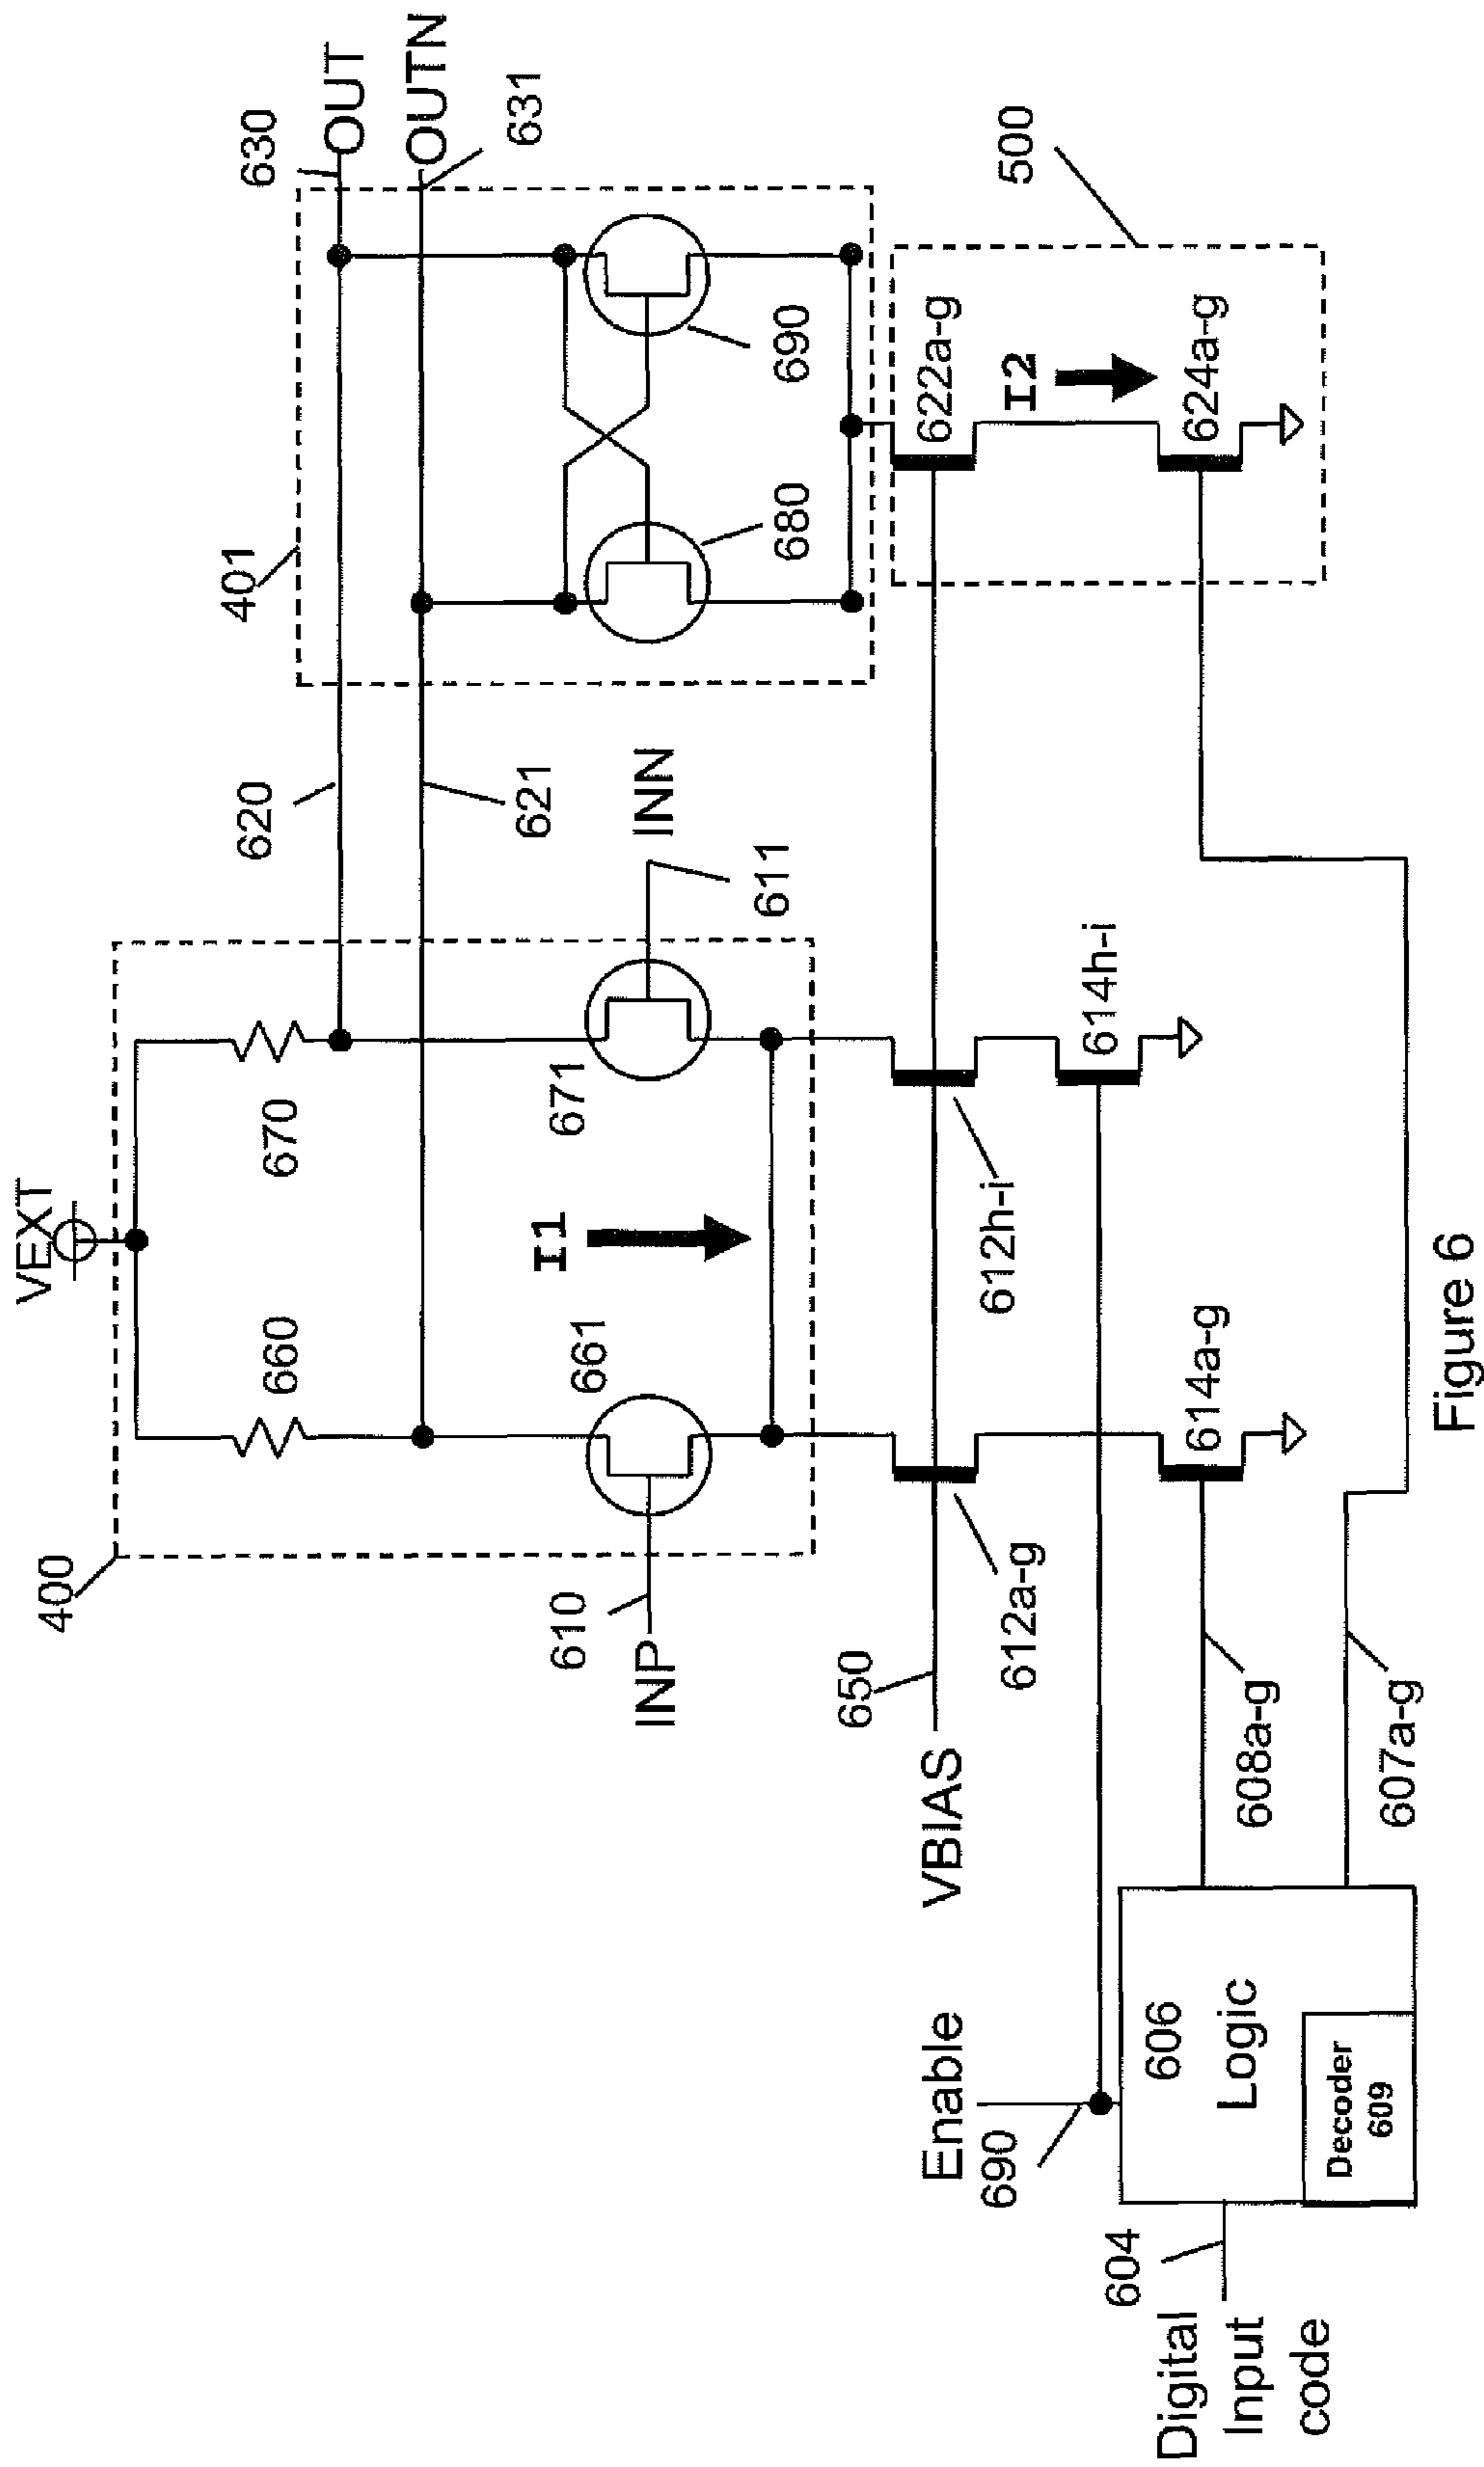 VEXT
400
660
670
620
621
401
630
OUT
OUTN
631
I1
661
671
INP
610
INN
611
680
690
500
VBIAS
650
612a-g
612h-i
622a-g
I2
614h-i
614a-g
624a-g
Enable
690
608a-g
607a-g
606
Logic
Decoder
609
604
Digital
Input
code
Figure 6